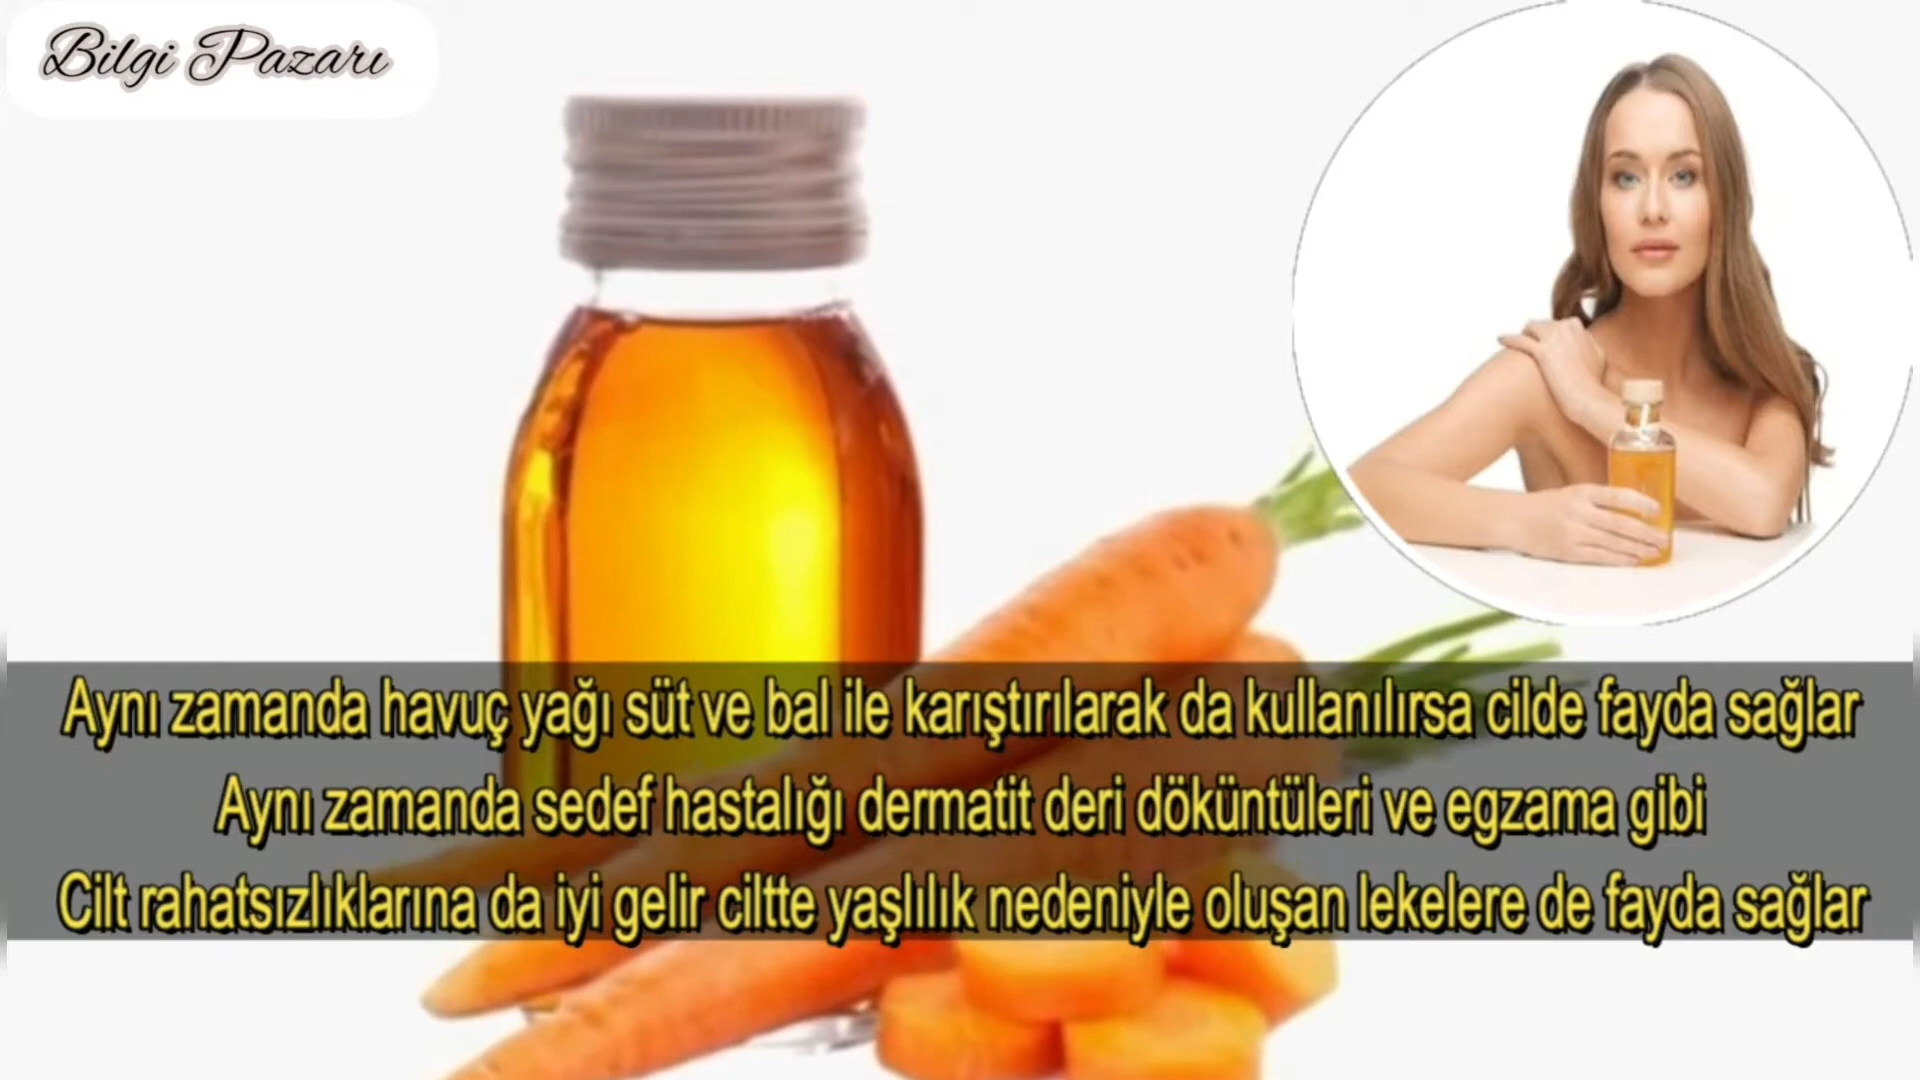 Bilgi Pazarı
Aynı zamanda havuç yağı süt ve bal ile karıştırılarak da kullanılırsa cilde fayda sağlar
Aynı zamanda sedef hastalığı dermatit deri döküntüleri ve egzama gibi
Cilt rahatsızlıklarına da iyi gelir ciltte yaşlılık nedeniyle oluşan lekelere de fayda sağlar